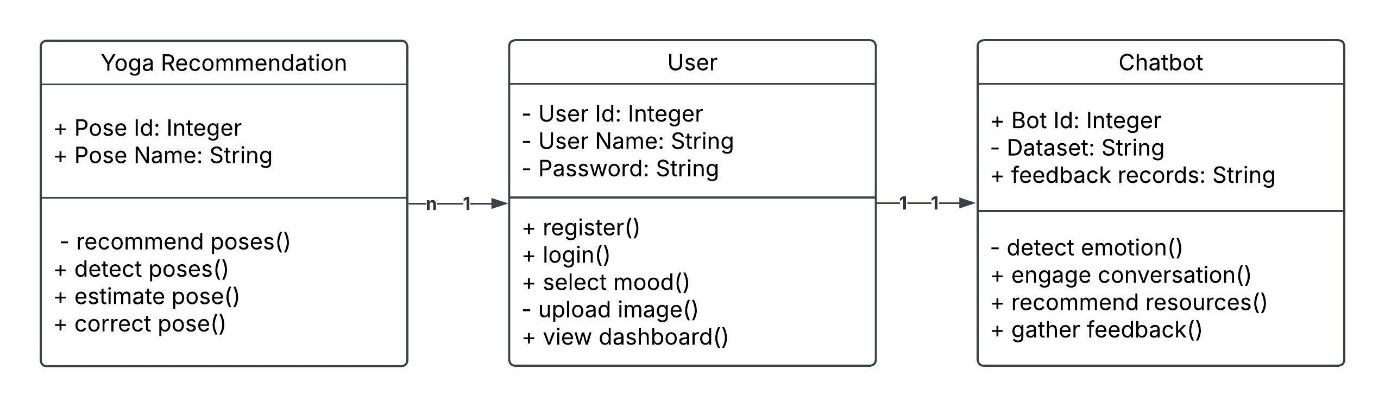 Yoga Recommendation
+ Pose Id: Integer
+ Pose Name: String
- recommend poses()
+ detect poses()
+ estimate pose()
+ correct pose()
n 1
User
- User Id: Integer
- User Name: String
- Password: String
+ register()
+ login()
+ select mood()
- upload image()
+ view dashboard()
1 1
Chatbot
+ Bot Id: Integer
- Dataset: String
+ feedback records: String
- detect emotion()
+ engage conversation()
+ recommend resources()
+ gather feedback()